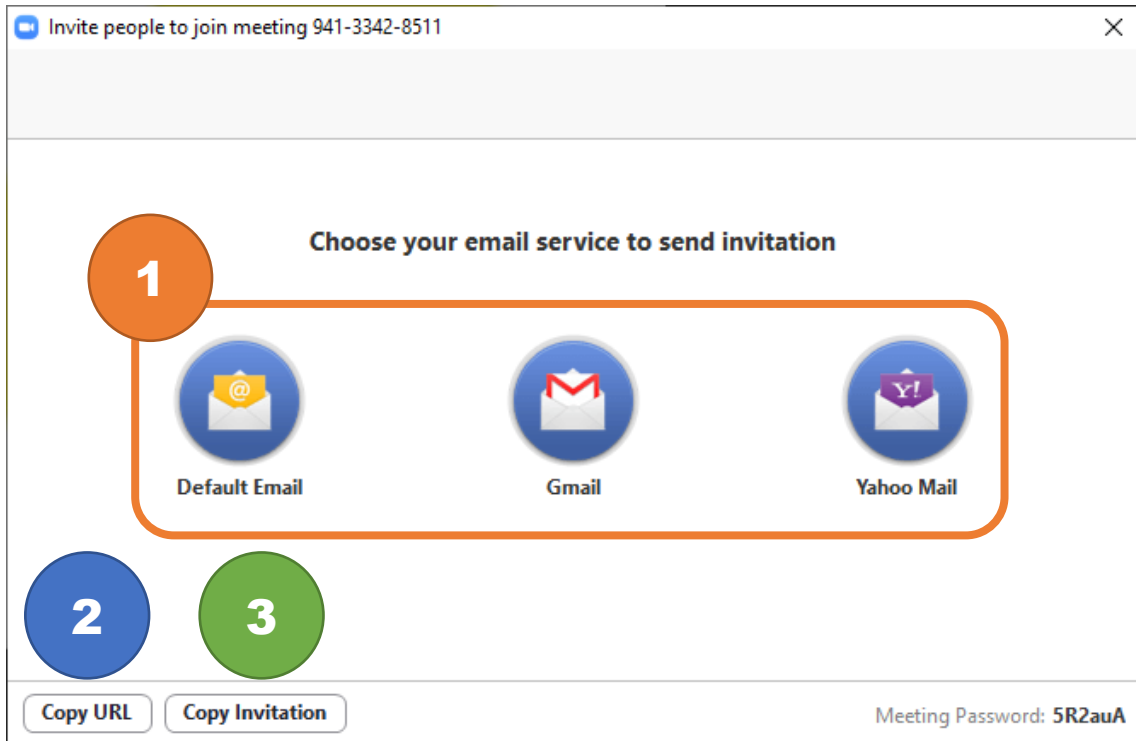 Invite people to join meeting 941-3342-8511
Choose your email service to send invitation
1
@
Y!
Default Email
Gmail
Yahoo Mail
2
3
Copy URL
Copy Invitation
Meeting Password: 5R2auA